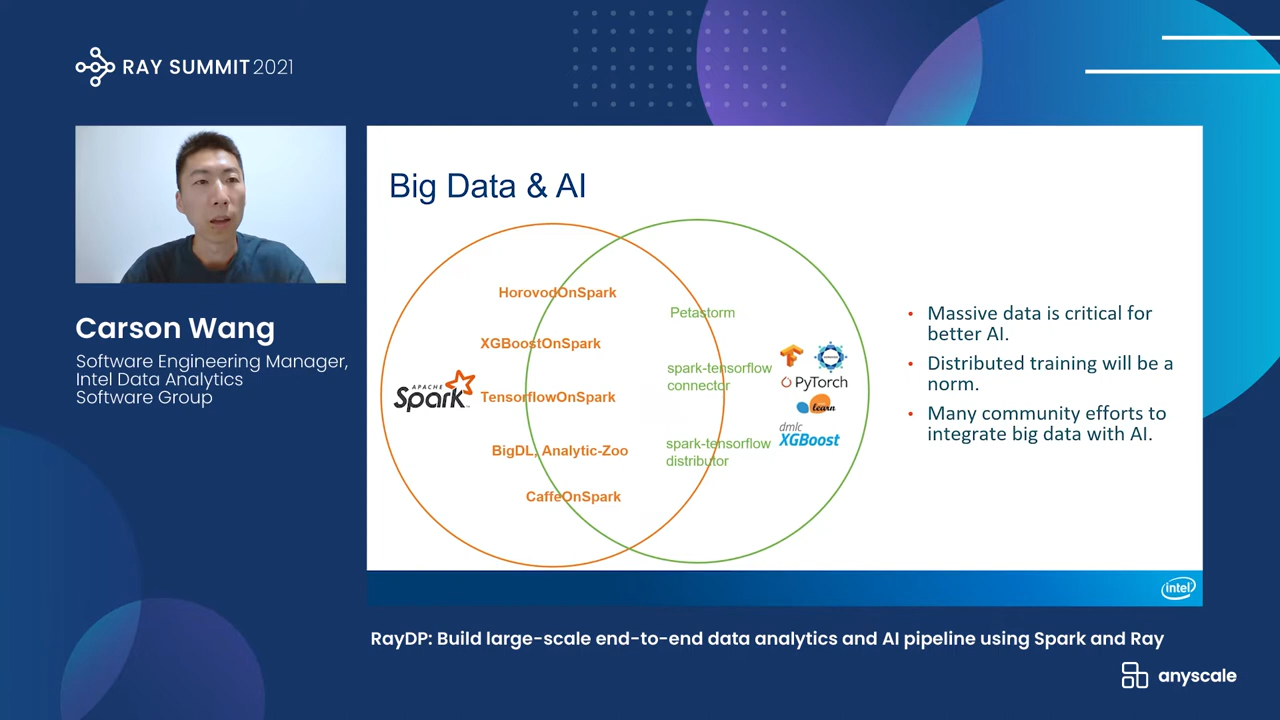 RAY SUMMIT 2021
Carson Wang
Software Engineering Manager,
Intel Data Analytics
Software Group
Big Data & AI
HorovodOnSpark
XGBoostOnSpark
TensorflowOnSpark
BigDL, Analytic-Zoo
CaffeOnSpark
APACHE
Spark
Petastorm
spark-tensorflow
connector
spark-tensorflow
distributor
PyTorch
learn
dmlc
XGBoost
• Massive data is critical for
better AI.
• Distributed training will be a
norm.
• Many community efforts to
integrate big data with AI.
intel
RayDP: Build large-scale end-to-end data analytics and AI pipeline using Spark and Ray
anyscale